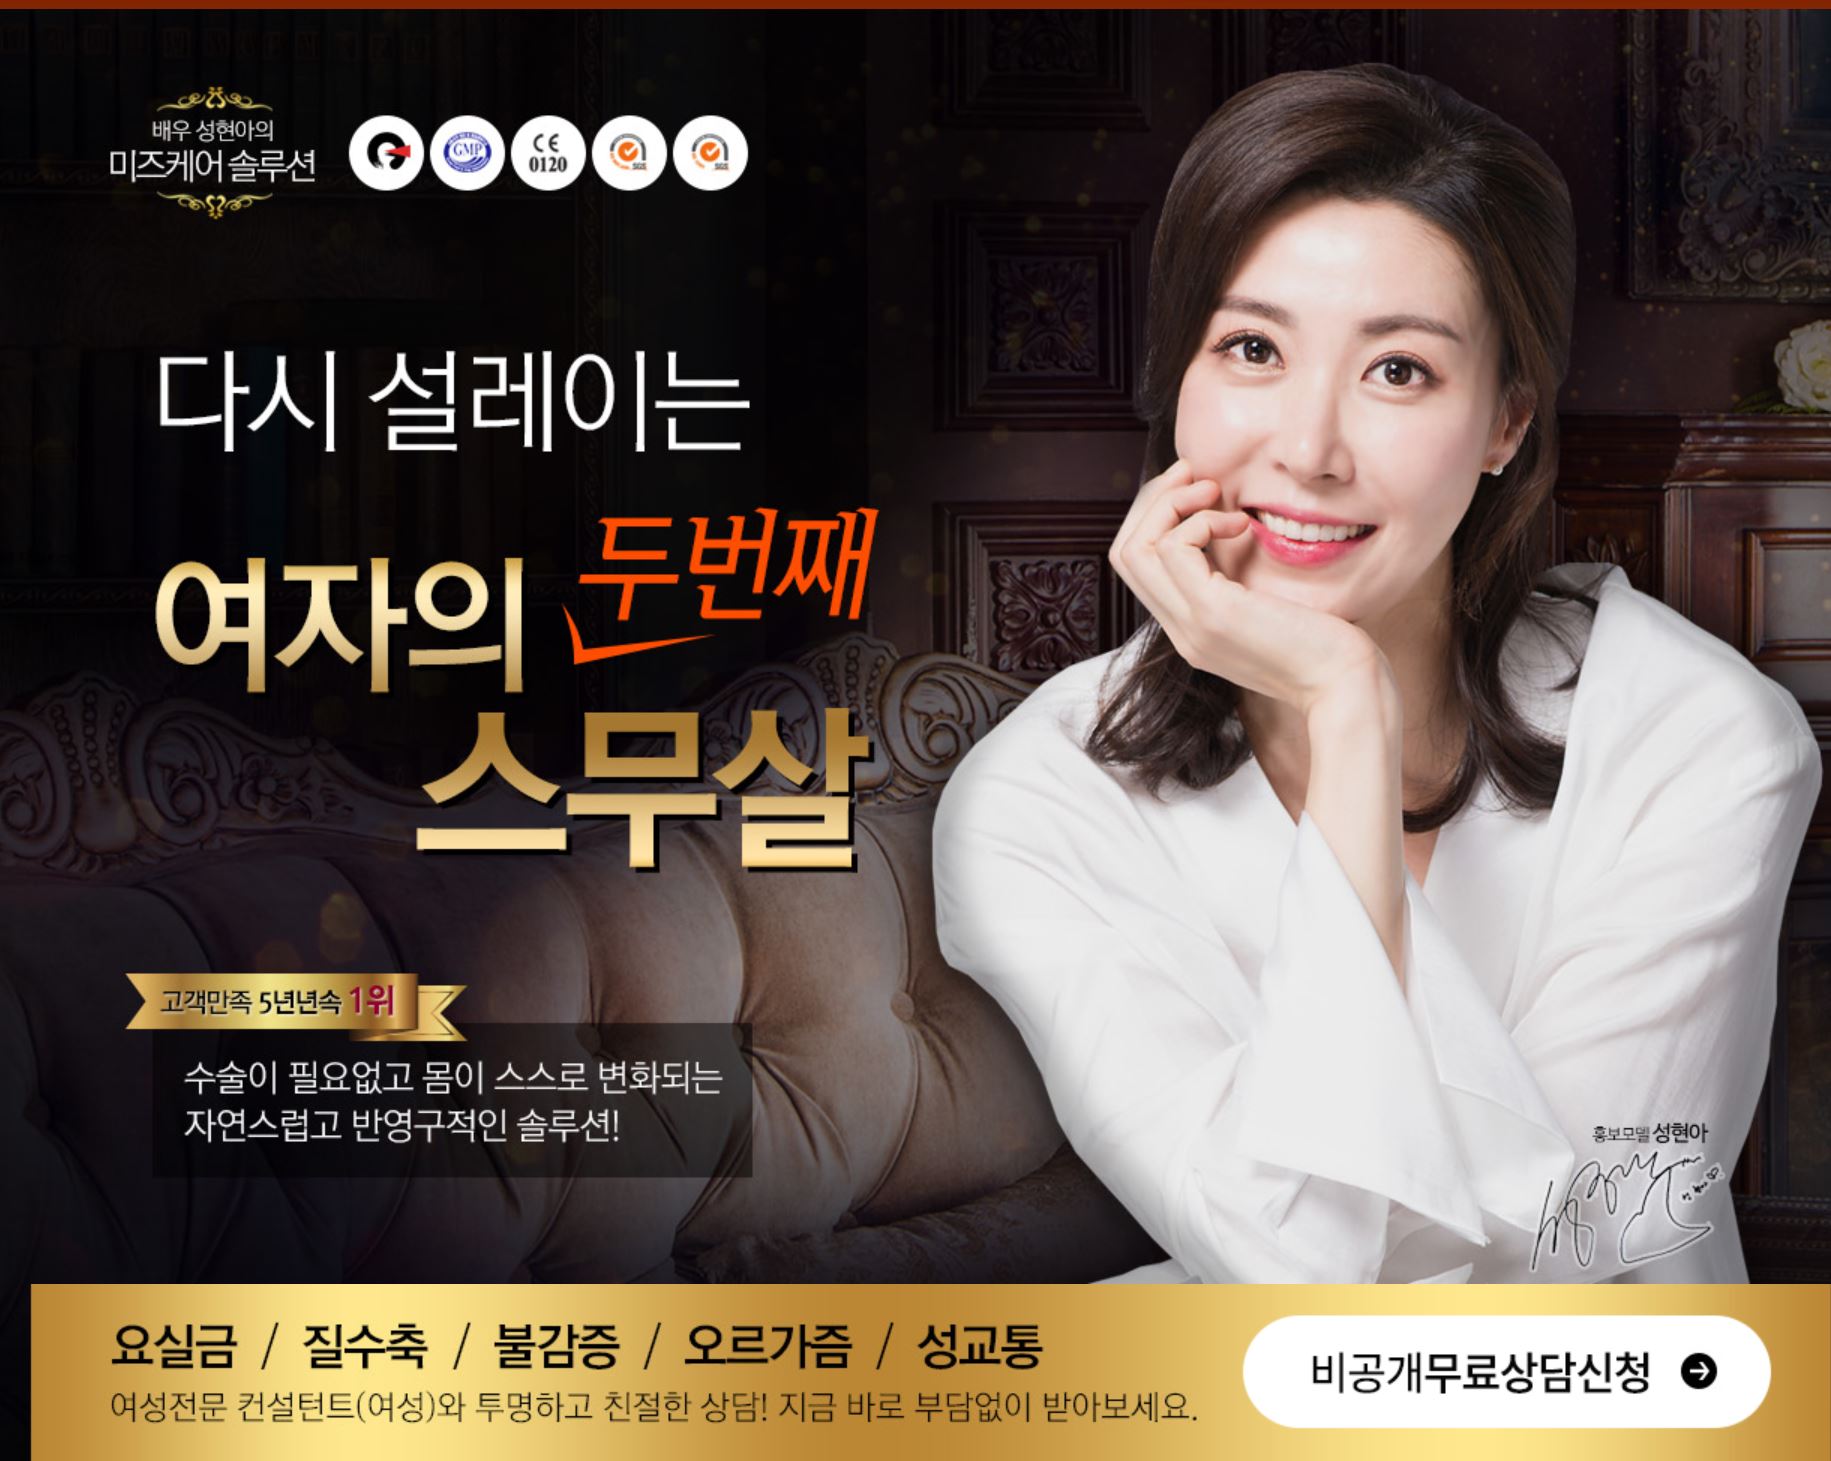 배우 성현아의
미즈케어 솔루션
GMP
CE
0120
SGS
SGS
다시 설레이는
두번째
여자의
스무살
고객만족 5년년속 1위
수술이 필요없고 몸이 스스로 변화되는
자연스럽고 반영구적인 솔루션!
홍보모델 성현아
요실금 / 질수축 / 불감증 / 오르가즘 / 성교통
여성전문 컨설턴트(여성)와 투명하고 친절한 상담! 지금 바로 부담없이 받아보세요.
비공개무료상담신청